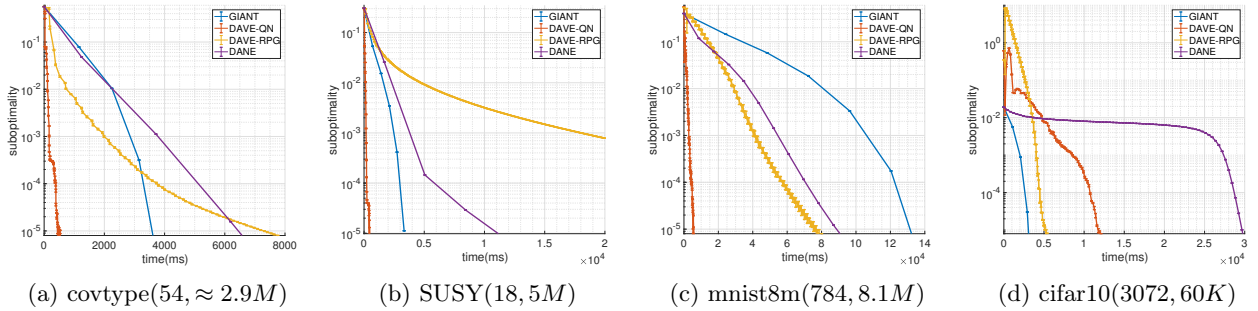 GIANT
DAVE-QN
DAVE-RPG
DANE
suboptimality
10^-1
10^-2
10^-3
10^-4
10^-5
0 2000 4000 6000 8000
time(ms)
(a) covtype(54, ≈ 2.9M)
GIANT
DAVE-QN
DAVE-RPG
DANE
suboptimality
10^-1
10^-2
10^-3
10^-4
10^-5
0 0.5 1 1.5 2
time(ms) ×10^4
(b) SUSY(18, 5M)
GIANT
DAVE-QN
DAVE-RPG
DANE
suboptimality
10^-1
10^-2
10^-3
10^-4
10^-5
0 2 4 6 8 10 12 14
time(ms) ×10^4
(c) mnist8m(784, 8.1M)
GIANT
DAVE-QN
DAVE-RPG
DANE
suboptimality
10^0
10^-2
10^-4
0 0.5 1 1.5 2 2.5 3
time(ms) ×10^4
(d) cifar10(3072, 60K)